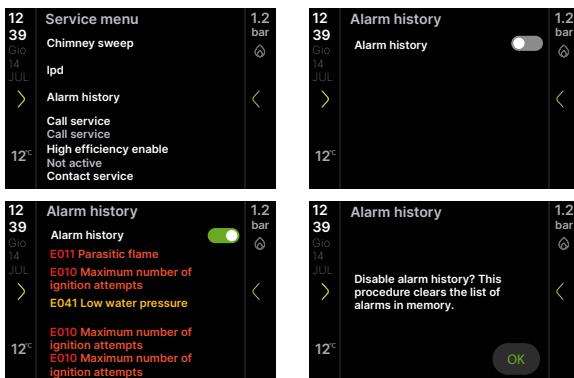 12
39
Gio
14
JUL
12°C
Service menu
Chimney sweep
lpd
Alarm history
Call service
Call service
High efficiency enable
Not active
Contact service
1.2
bar
12
39
Gio
14
JUL
12°C
Alarm history
Alarm history
1.2
bar
12
39
Gio
14
JUL
12°C
Alarm history
Alarm history
E011 Parasitic flame
E010 Maximum number of
ignition attempts
E041 Low water pressure
E010 Maximum number of
ignition attempts
E010 Maximum number of
ignition attempts
1.2
bar
12
39
Gio
14
JUL
12°C
Alarm history
Disable alarm history? This
procedure clears the list of
alarms in memory.
OK
1.2
bar